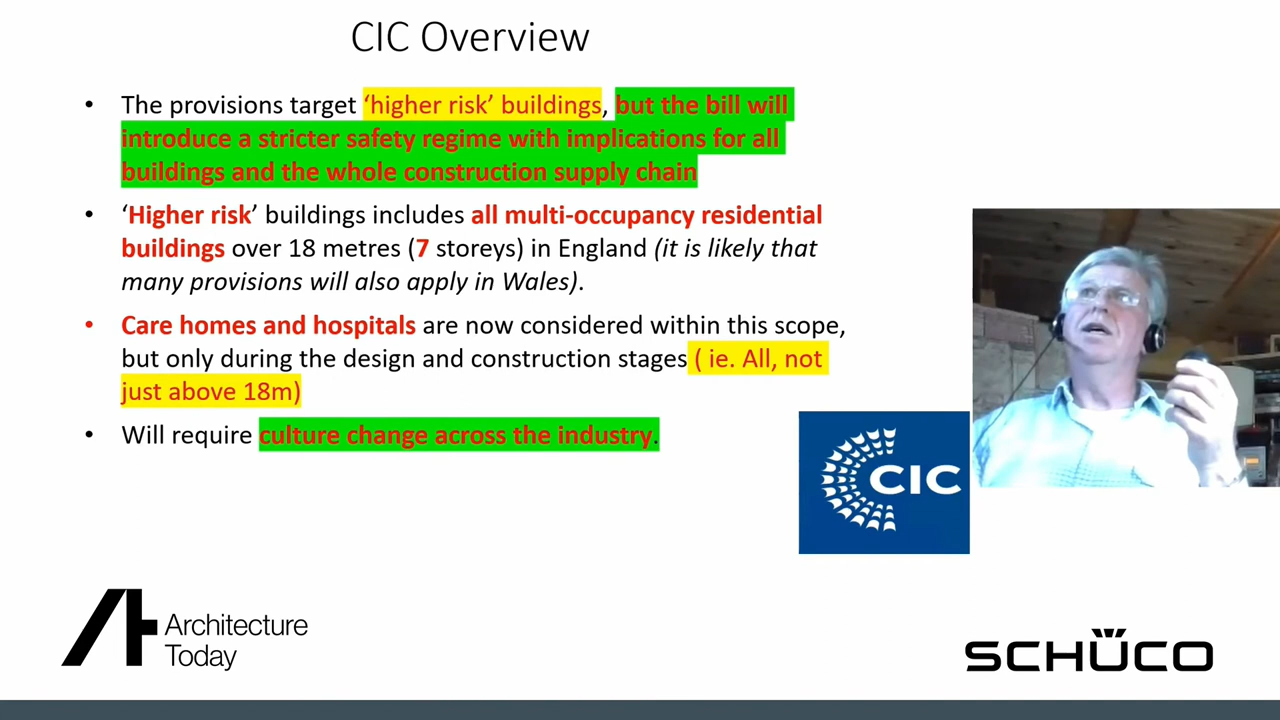 CIC Overview
• The provisions target ‘higher risk’ buildings, but the bill will
introduce a stricter safety regime with implications for all
buildings and the whole construction supply chain
• ‘Higher risk’ buildings includes all multi-occupancy residential
buildings over 18 metres (7 storeys) in England (it is likely that
many provisions will also apply in Wales).
• Care homes and hospitals are now considered within this scope,
but only during the design and construction stages ( ie. All, not
just above 18m)
• Will require culture change across the industry.
CIC
Architecture
Today
SCHÜCO